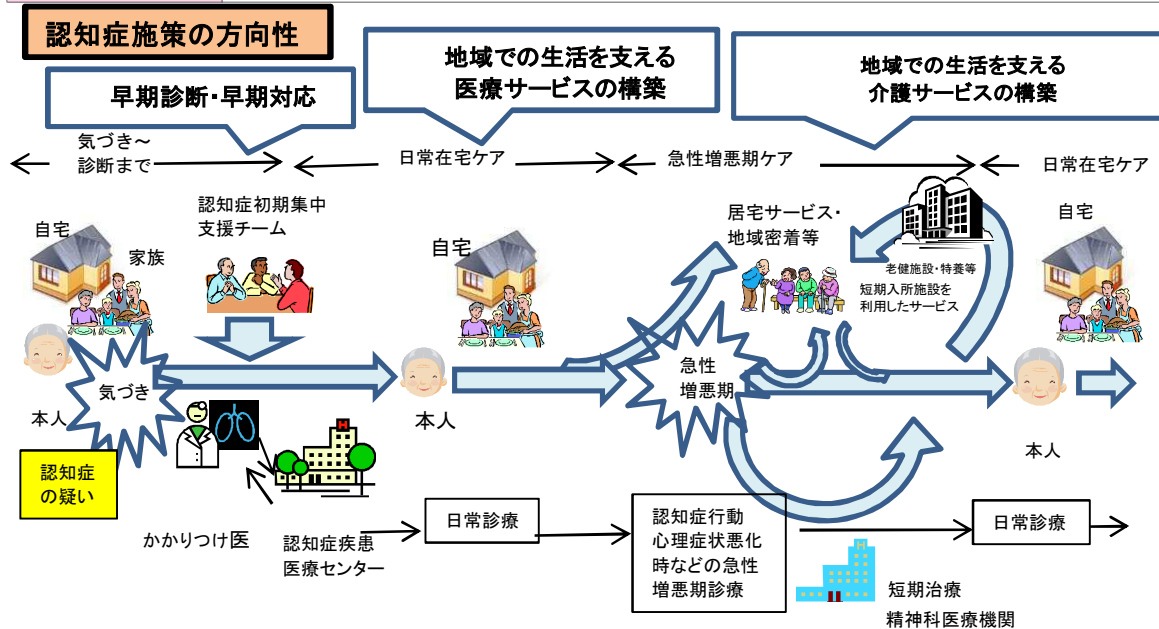 認知症施策の方向性
早期診断・早期対応
地域での生活を支える
医療サービスの構築
地域での生活を支える
介護サービスの構築
気づき～
診断まで
日常在宅ケア
急性増悪期ケア
日常在宅ケア
自宅
家族
認知症初期集中
支援チーム
自宅
居宅サービス・
地域密着等
老健施設・特養等
短期入所施設を
利用したサービス
自宅
気づき
本人
本人
急性
増悪期
本人
認知症
の疑い
H
かかりつけ医
認知症疾患
医療センター
日常診療
認知症行動
心理症状悪化
時などの急性
増悪期診療
H
短期治療
精神科医療機関
日常診療